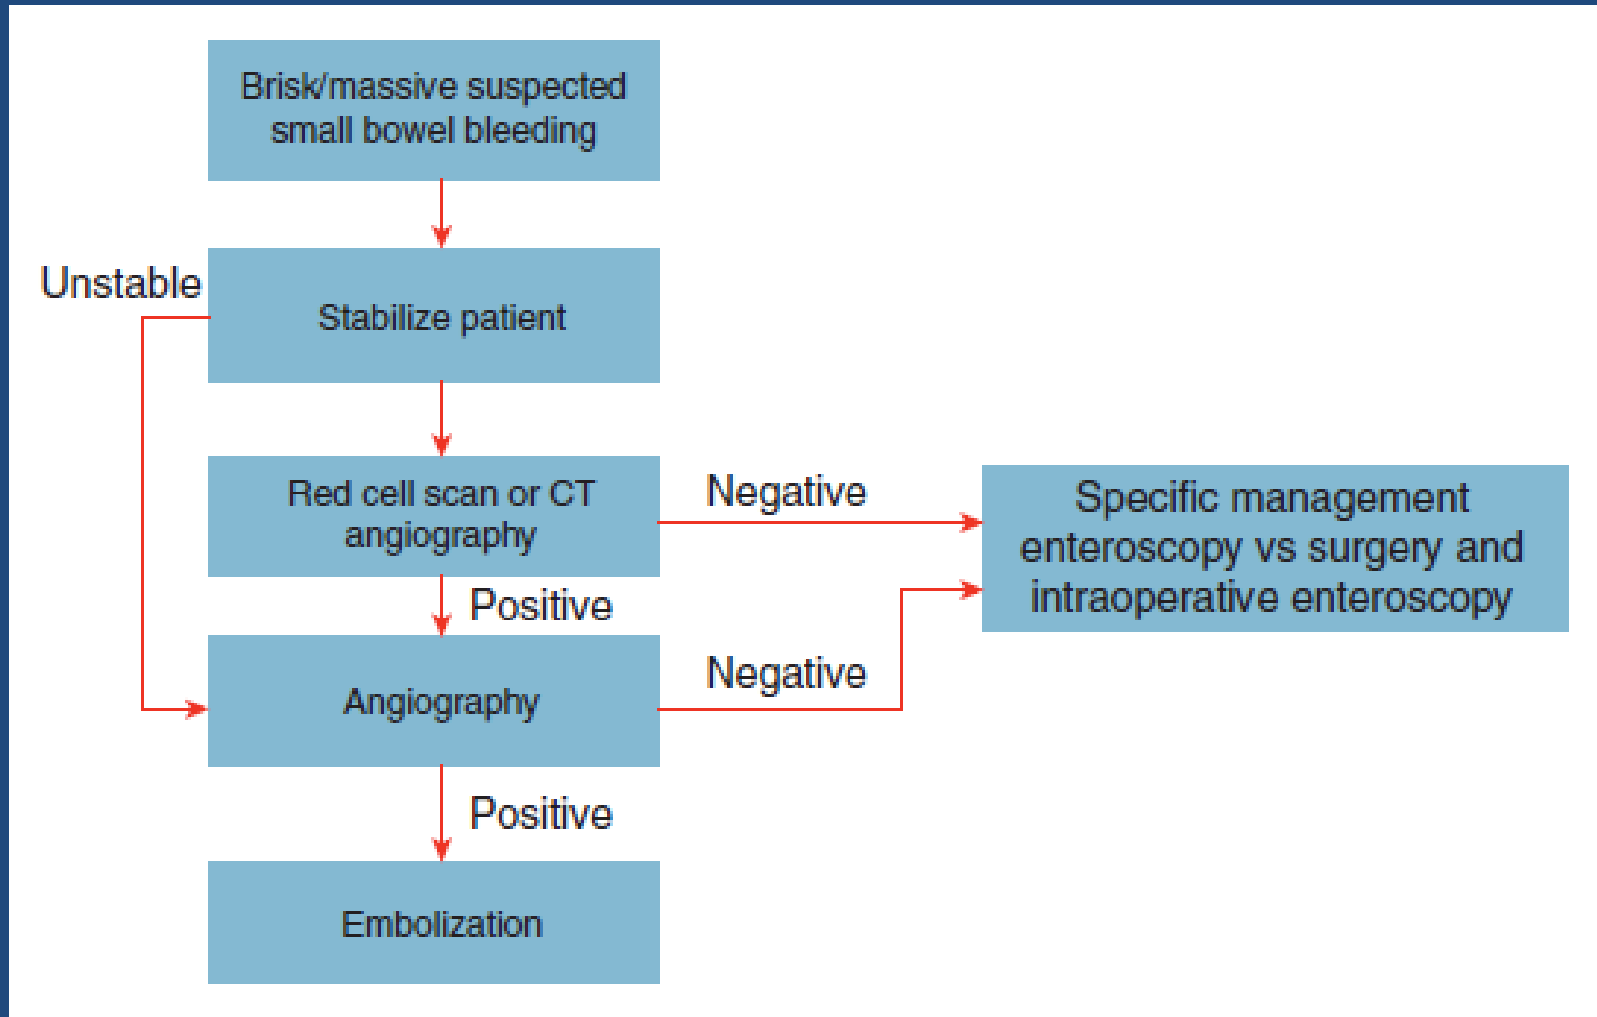 Brisk/massive suspected
small bowel bleeding
Unstable
Stabilize patient
Red cell scan or CT
angiography
Negative
Specific management
enteroscopy vs surgery and
intraoperative enteroscopy
Positive
Negative
Angiography
Positive
Embolization